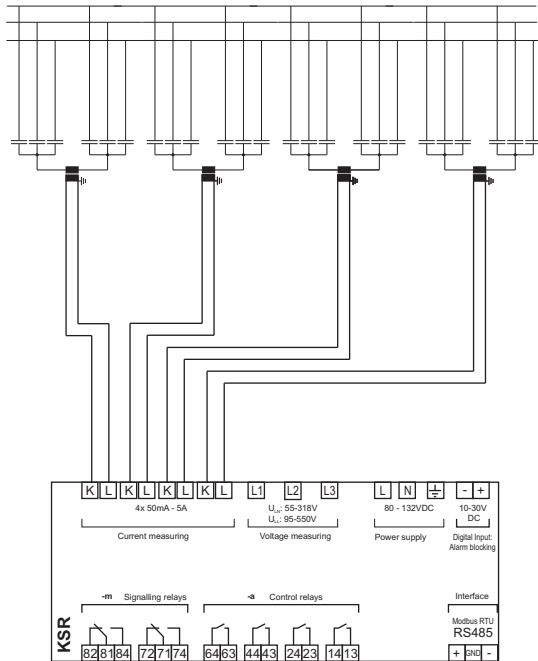 K L K L K L K L L1 L2 L3 L N - +
4x 50mA - 5A
Current measuring
U_LN: 55-318V
U_LL: 95-550V
Voltage measuring
80 - 132VDC
Power supply
10-30V
DC
Digital Input:
Alarm blocking
KSR
-m Signalling relays
-a Control relays
Interface
Modbus RTU
RS485
82 81 84 72 71 74 64 63 44 43 24 23 14 13 + GND -